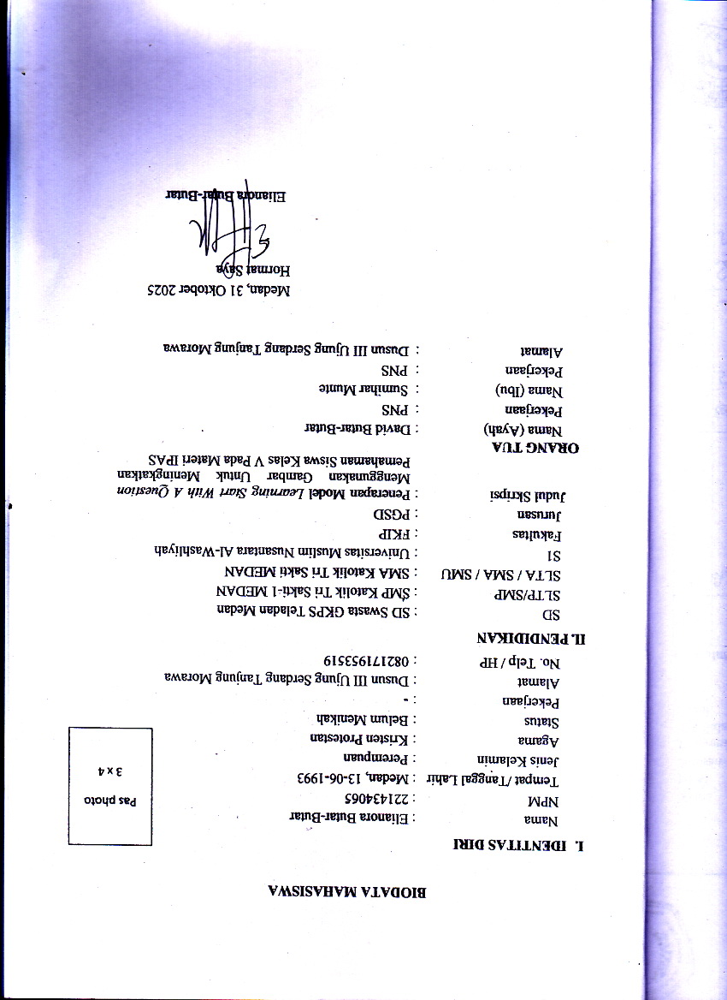 BIODATA MAHASISWA
I. IDENTITAS DIRI
Nama : Elianora Butar-Butar
NPM : 221434065
Tempat /Tanggal Lahir : Medan, 13-06-1993
Jenis Kelamin : Perempuan
Agama : Kristen Protestan
Status : Belum Menikah
Pekerjaan : -
Alamat : Dusun III Ujung Serdang Tanjung Morawa
No. Telp / HP : 082171953519
Pas photo
3 x 4
II. PENDIDIKAN
SD : SD Swasta GKPS Teladan Medan
SLTP/SMP : SMP Katolik Tri Sakti-1 MEDAN
SLTA / SMA / SMU : SMA Katolik Tri Sakti MEDAN
S1 : Universitas Muslim Nusantara Al-Washliyah
Fakultas : FKIP
Jurusan : PGSD
Judul Skripsi : Penerapan Model Learning Start With A Question
Menggunakan Gambar Untuk Meningkatkan
Pemahaman Siswa Kelas V Pada Materi IPAS
ORANG TUA
Nama (Ayah) : David Butar-Butar
Pekerjaan : PNS
Nama (Ibu) : Sumihar Munte
Pekerjaan : PNS
Alamat : Dusun III Ujung Serdang Tanjung Morawa
Medan, 31 Oktober 2025
Hormat Saya
Elianora Butar-Butar